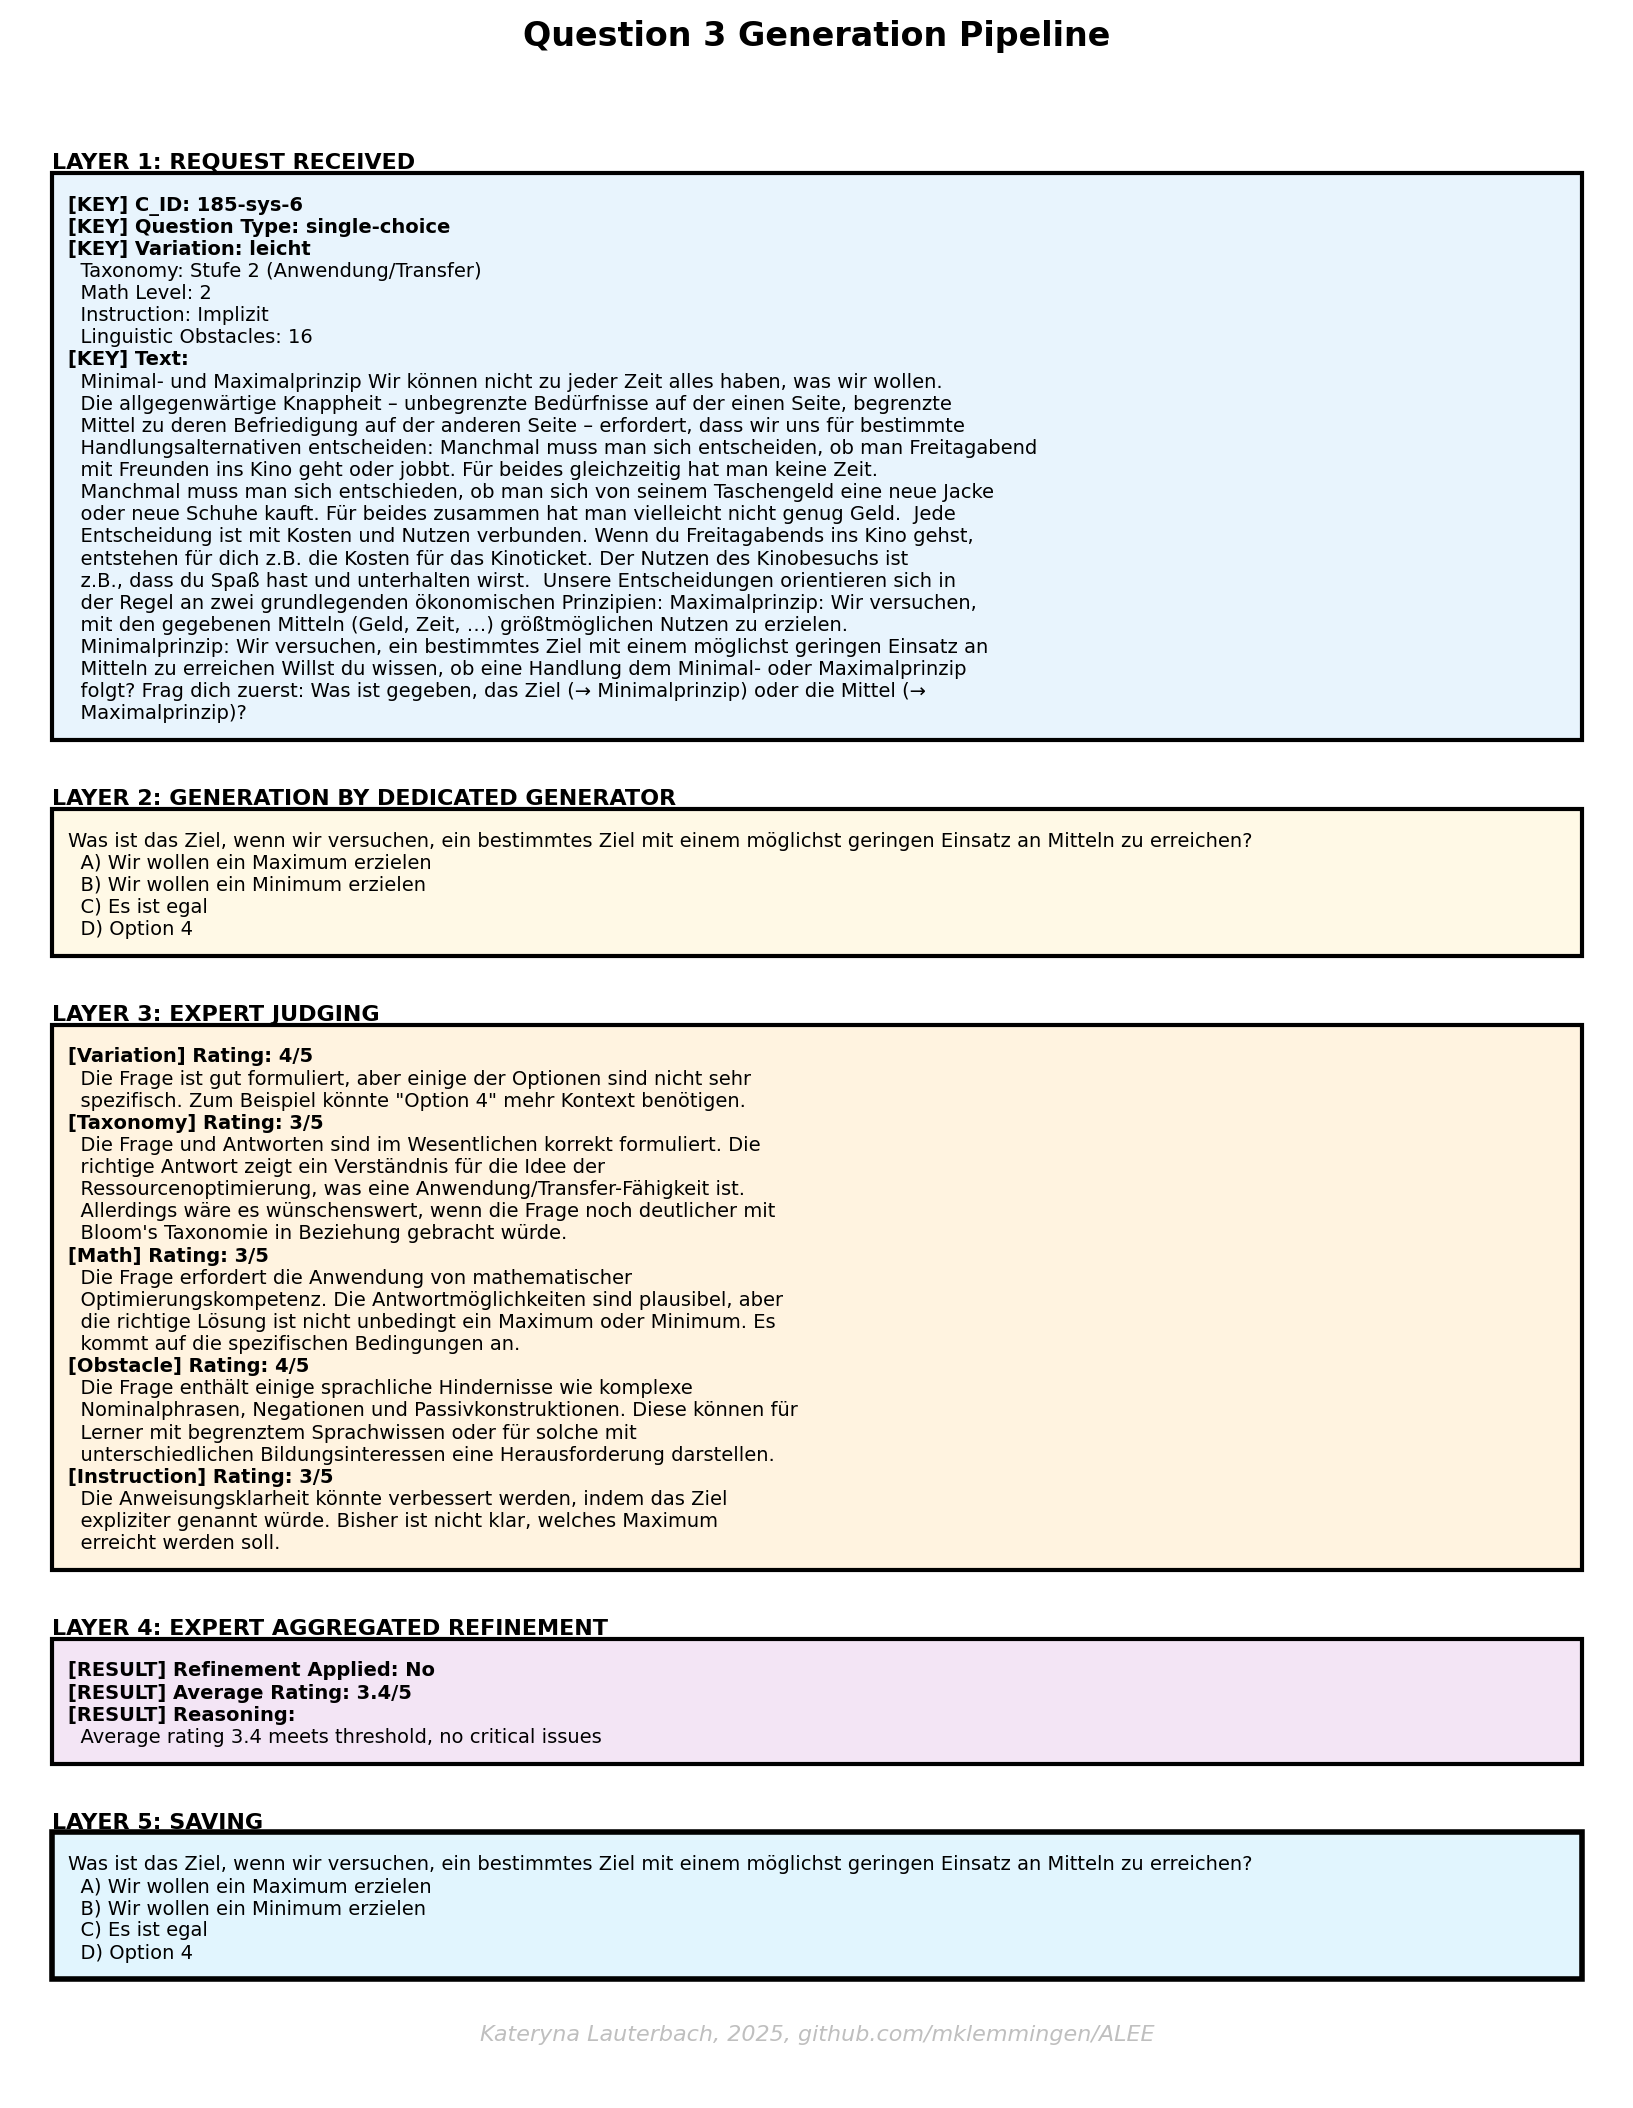 Question 3 Generation Pipeline
LAYER 1: REQUEST RECEIVED
[KEY] C_ID: 185-sys-6
[KEY] Question Type: single-choice
[KEY] Variation: leicht
Taxonomy: Stufe 2 (Anwendung/Transfer)
Math Level: 2
Instruction: Implizit
Linguistic Obstacles: 16
[KEY] Text:
Minimal- und Maximalprinzip Wir können nicht zu jeder Zeit alles haben, was wir wollen.
Die allgegenwärtige Knappheit – unbegrenzte Bedürfnisse auf der einen Seite, begrenzte
Mittel zu deren Befriedigung auf der anderen Seite – erfordert, dass wir uns für bestimmte
Handlungsalternativen entscheiden: Manchmal muss man sich entscheiden, ob man Freitagabend
mit Freunden ins Kino geht oder jobbt. Für beides gleichzeitig hat man keine Zeit.
Manchmal muss man sich entschieden, ob man sich von seinem Taschengeld eine neue Jacke
oder neue Schuhe kauft. Für beides zusammen hat man vielleicht nicht genug Geld.  Jede
Entscheidung ist mit Kosten und Nutzen verbunden. Wenn du Freitagabends ins Kino gehst,
entstehen für dich z.B. die Kosten für das Kinoticket. Der Nutzen des Kinobesuchs ist
z.B., dass du Spaß hast und unterhalten wirst.  Unsere Entscheidungen orientieren sich in
der Regel an zwei grundlegenden ökonomischen Prinzipien: Maximalprinzip: Wir versuchen,
mit den gegebenen Mitteln (Geld, Zeit, …) größtmöglichen Nutzen zu erzielen.
Minimalprinzip: Wir versuchen, ein bestimmtes Ziel mit einem möglichst geringen Einsatz an
Mitteln zu erreichen Willst du wissen, ob eine Handlung dem Minimal- oder Maximalprinzip
folgt? Frag dich zuerst: Was ist gegeben, das Ziel (→ Minimalprinzip) oder die Mittel (→
Maximalprinzip)?
LAYER 2: GENERATION BY DEDICATED GENERATOR
Was ist das Ziel, wenn wir versuchen, ein bestimmtes Ziel mit einem möglichst geringen Einsatz an Mitteln zu erreichen?
A) Wir wollen ein Maximum erzielen
B) Wir wollen ein Minimum erzielen
C) Es ist egal
D) Option 4
LAYER 3: EXPERT JUDGING
[Variation] Rating: 4/5
Die Frage ist gut formuliert, aber einige der Optionen sind nicht sehr
spezifisch. Zum Beispiel könnte "Option 4" mehr Kontext benötigen.
[Taxonomy] Rating: 3/5
Die Frage und Antworten sind im Wesentlichen korrekt formuliert. Die
richtige Antwort zeigt ein Verständnis für die Idee der
Ressourcenoptimierung, was eine Anwendung/Transfer-Fähigkeit ist.
Allerdings wäre es wünschenswert, wenn die Frage noch deutlicher mit
Bloom's Taxonomie in Beziehung gebracht würde.
[Math] Rating: 3/5
Die Frage erfordert die Anwendung von mathematischer
Optimierungskompetenz. Die Antwortmöglichkeiten sind plausibel, aber
die richtige Lösung ist nicht unbedingt ein Maximum oder Minimum. Es
kommt auf die spezifischen Bedingungen an.
[Obstacle] Rating: 4/5
Die Frage enthält einige sprachliche Hindernisse wie komplexe
Nominalphrasen, Negationen und Passivkonstruktionen. Diese können für
Lerner mit begrenztem Sprachwissen oder für solche mit
unterschiedlichen Bildungsinteressen eine Herausforderung darstellen.
[Instruction] Rating: 3/5
Die Anweisungsklarheit könnte verbessert werden, indem das Ziel
expliziter genannt würde. Bisher ist nicht klar, welches Maximum
erreicht werden soll.
LAYER 4: EXPERT AGGREGATED REFINEMENT
[RESULT] Refinement Applied: No
[RESULT] Average Rating: 3.4/5
[RESULT] Reasoning:
Average rating 3.4 meets threshold, no critical issues
LAYER 5: SAVING
Was ist das Ziel, wenn wir versuchen, ein bestimmtes Ziel mit einem möglichst geringen Einsatz an Mitteln zu erreichen?
A) Wir wollen ein Maximum erzielen
B) Wir wollen ein Minimum erzielen
C) Es ist egal
D) Option 4
Kateryna Lauterbach, 2025, github.com/mklemmingen/ALEE